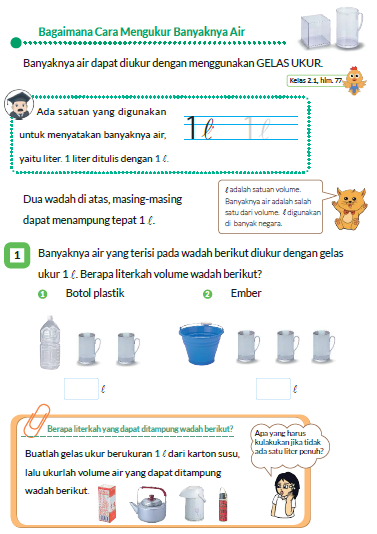 Bagaimana Cara Mengukur Banyaknya Air
Banyaknya air dapat diukur dengan menggunakan GELAS UKUR.
Kelas 2.1, hlm. 77
Ada satuan yang digunakan
untuk menyatakan banyaknya air,
yaitu liter. 1 liter ditulis dengan 1 ℓ.
1 ℓ 1 ℓ
Dua wadah di atas, masing-masing
dapat menampung tepat 1 ℓ.
ℓ adalah satuan volume.
Banyaknya air adalah salah
satu dari volume. ℓ digunakan
di banyak negara.
1 Banyaknya air yang terisi pada wadah berikut diukur dengan gelas
ukur 1 ℓ. Berapa literkah volume wadah berikut?
1 Botol plastik 2 Ember
ℓ ℓ
Berapa literkah yang dapat ditampung wadah berikut?
Buatlah gelas ukur berukuran 1 ℓ dari karton susu,
lalu ukurlah volume air yang dapat ditampung
wadah berikut.
Apa yang harus
kulakukan jika tidak
ada satu liter penuh?